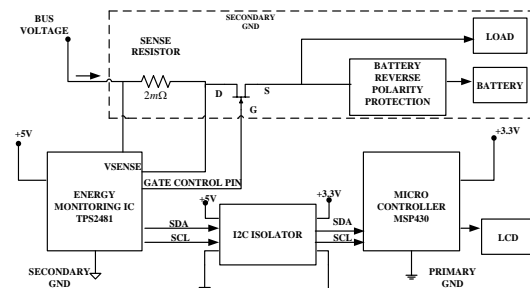 BUS
VOLTAGE
SECONDARY
GND
SENSE
RESISTOR
2mΩ
D
S
G
LOAD
BATTERY
REVERSE
POLARITY
PROTECTION
BATTERY
+5V
VSENSE
GATE CONTROL PIN
ENERGY
MONITORING IC
TPS2481
+5V
+3.3V
SDA
SCL
I2C ISOLATOR
SDA
SCL
MICRO
CONTROLLER
MSP430
+3.3V
LCD
SECONDARY
GND
PRIMARY
GND